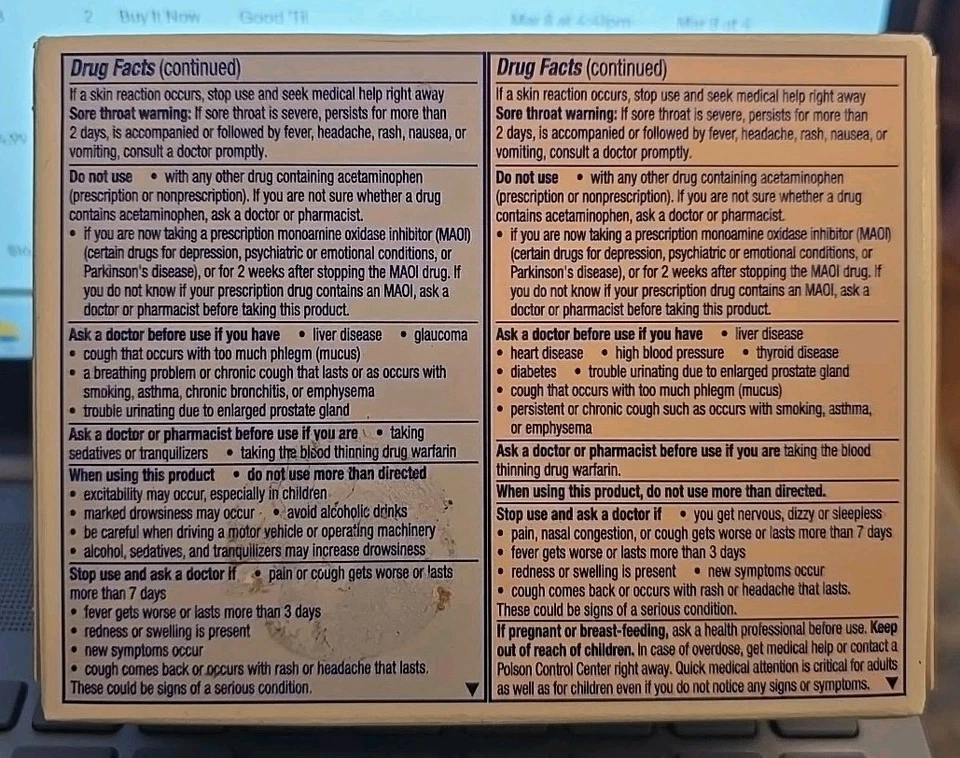 2 Buy It Now Good 'Til
Drug Facts (continued)
If a skin reaction occurs, stop use and seek medical help right away
Sore throat warning: If sore throat is severe, persists for more than
2 days, is accompanied or followed by fever, headache, rash, nausea, or
vomiting, consult a doctor promptly.
Do not use • with any other drug containing acetaminophen
(prescription or nonprescription). If you are not sure whether a drug
contains acetaminophen, ask a doctor or pharmacist.
• if you are now taking a prescription monoamine oxidase inhibitor (MAOI)
(certain drugs for depression, psychiatric or emotional conditions, or
Parkinson's disease), or for 2 weeks after stopping the MAOI drug. If
you do not know if your prescription drug contains an MAOI, ask a
doctor or pharmacist before taking this product.
Ask a doctor before use if you have • liver disease • glaucoma
• cough that occurs with too much phlegm (mucus)
• a breathing problem or chronic cough that lasts or as occurs with
smoking, asthma, chronic bronchitis, or emphysema
• trouble urinating due to enlarged prostate gland
Ask a doctor or pharmacist before use if you are • taking
sedatives or tranquilizers • taking the blood thinning drug warfarin
When using this product • do not use more than directed
• excitability may occur, especially in children
• marked drowsiness may occur • avoid alcoholic drinks
• be careful when driving a motor vehicle or operating machinery
• alcohol, sedatives, and tranquilizers may increase drowsiness
Stop use and ask a doctor if • pain or cough gets worse or lasts
more than 7 days
• fever gets worse or lasts more than 3 days
• redness or swelling is present
• new symptoms occur
• cough comes back or occurs with rash or headache that lasts.
These could be signs of a serious condition.
Drug Facts (continued)
If a skin reaction occurs, stop use and seek medical help right away
Sore throat warning: If sore throat is severe, persists for more than
2 days, is accompanied or followed by fever, headache, rash, nausea, or
vomiting, consult a doctor promptly.
Do not use • with any other drug containing acetaminophen
(prescription or nonprescription). If you are not sure whether a drug
contains acetaminophen, ask a doctor or pharmacist.
• if you are now taking a prescription monoamine oxidase inhibitor (MAOI)
(certain drugs for depression, psychiatric or emotional conditions, or
Parkinson's disease), or for 2 weeks after stopping the MAOI drug. If
you do not know if your prescription drug contains an MAOI, ask a
doctor or pharmacist before taking this product.
Ask a doctor before use if you have • liver disease
• heart disease • high blood pressure • thyroid disease
• diabetes • trouble urinating due to enlarged prostate gland
• cough that occurs with too much phlegm (mucus)
• persistent or chronic cough such as occurs with smoking, asthma,
or emphysema
Ask a doctor or pharmacist before use if you are taking the blood
thinning drug warfarin.
When using this product, do not use more than directed.
Stop use and ask a doctor if • you get nervous, dizzy or sleepless
• pain, nasal congestion, or cough gets worse or lasts more than 7 days
• fever gets worse or lasts more than 3 days
• redness or swelling is present • new symptoms occur
• cough comes back or occurs with rash or headache that lasts.
These could be signs of a serious condition.
If pregnant or breast-feeding, ask a health professional before use. Keep
out of reach of children. In case of overdose, get medical help or contact a
Poison Control Center right away. Quick medical attention is critical for adults
as well as for children even if you do not notice any signs or symptoms.